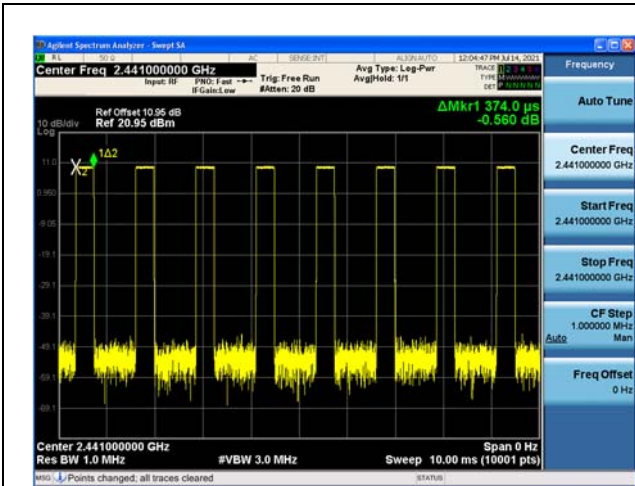 Agilent Spectrum Analyzer - Swept SA
RL 50 Ω AC SENSE:INT ALIGN AUTO 12:04:47 PM Jul 14, 2021
Center Freq 2.441000000 GHz
Input: RF PNO: Fast Trig: Free Run Avg Type: Log-Pwr TRACE 1 2 3 4 5 6
IFGain:Low #Atten: 20 dB Avg|Hold: 1/1 TYPE
DET P N N N N N
Frequency
Auto Tune
Ref Offset 10.95 dB ΔMkr1 374.0 µs
10 dB/div Ref 20.95 dBm -0.560 dB
Log
1Δ2
X2
11.0
0.950
-9.05
-19.1
-29.1
-39.1
-49.1
-59.1
-69.1
Center Freq
2.441000000 GHz
Start Freq
2.441000000 GHz
Stop Freq
2.441000000 GHz
CF Step
1.000000 MHz
Auto Man
Freq Offset
0 Hz
Center 2.441000000 GHz Span 0 Hz
Res BW 1.0 MHz #VBW 3.0 MHz Sweep 10.00 ms (10001 pts)
MSG Points changed; all traces cleared STATUS